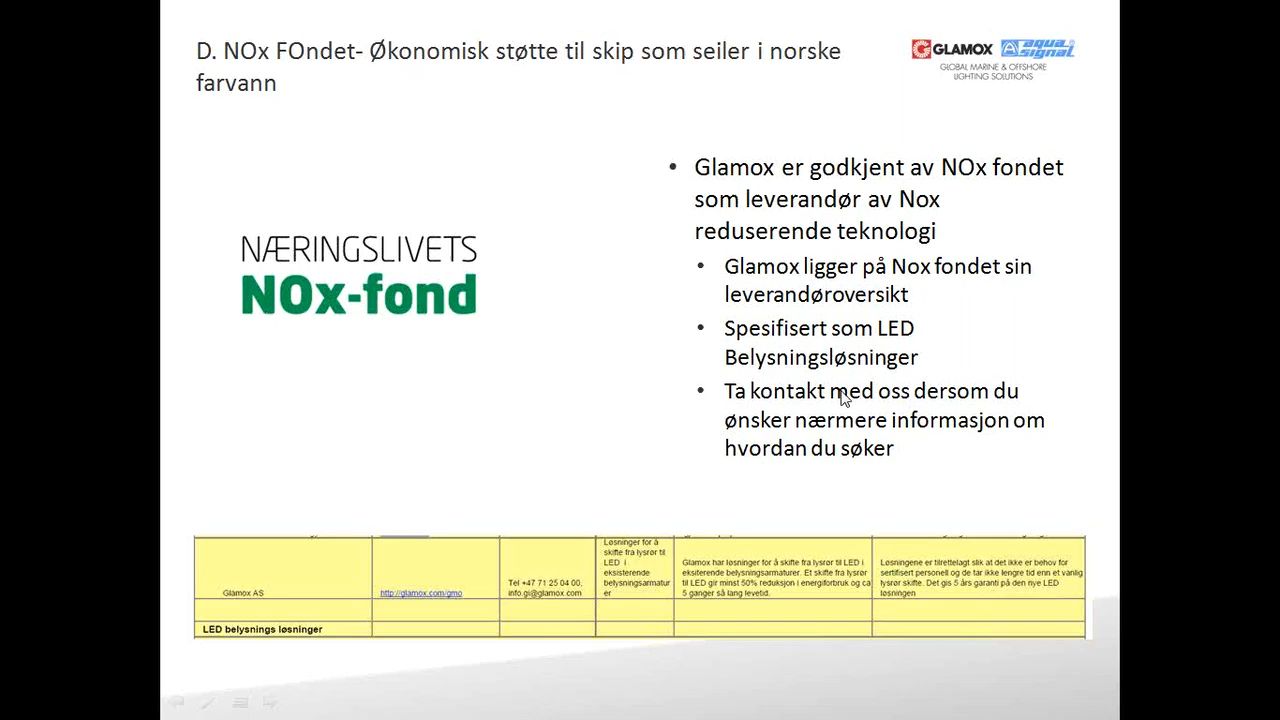 D. NOx FOndet- Økonomisk støtte til skip som seiler i norske
farvann
GLAMOX
aqua signal
GLOBAL MARINE & OFFSHORE
LIGHTING SOLUTIONS
NÆRINGSLIVETS
NOx-fond
• Glamox er godkjent av NOx fondet
som leverandør av Nox
reduserende teknologi
• Glamox ligger på Nox fondet sin
leverandøroversikt
• Spesifisert som LED
Belysningsløsninger
• Ta kontakt med oss dersom du
ønsker nærmere informasjon om
hvordan du søker
Glamox AS
http://glamox.com/gmo
Tel +47 71 25 04 00,
info.gi@glamox.com
Løsninger for å
skifte fra lysrør til
LED i
eksisterende
belysningsarmatur
er
Glamox har løsninger for å skifte fra lysrør til LED i
eksiterende belysningsarmaturer. Et skifte fra lysrør
til LED gir minst 50% reduksjon i energiforbruk og ca
5 ganger så lang levetid.
Løsningene er tilrettelagt slik at det ikke er behov for
sertifisert personell og de tar ikke lengre tid enn et vanlig
lysrør skifte. Det gis 5 års garanti på den nye LED
løsningen
LED belysnings løsninger